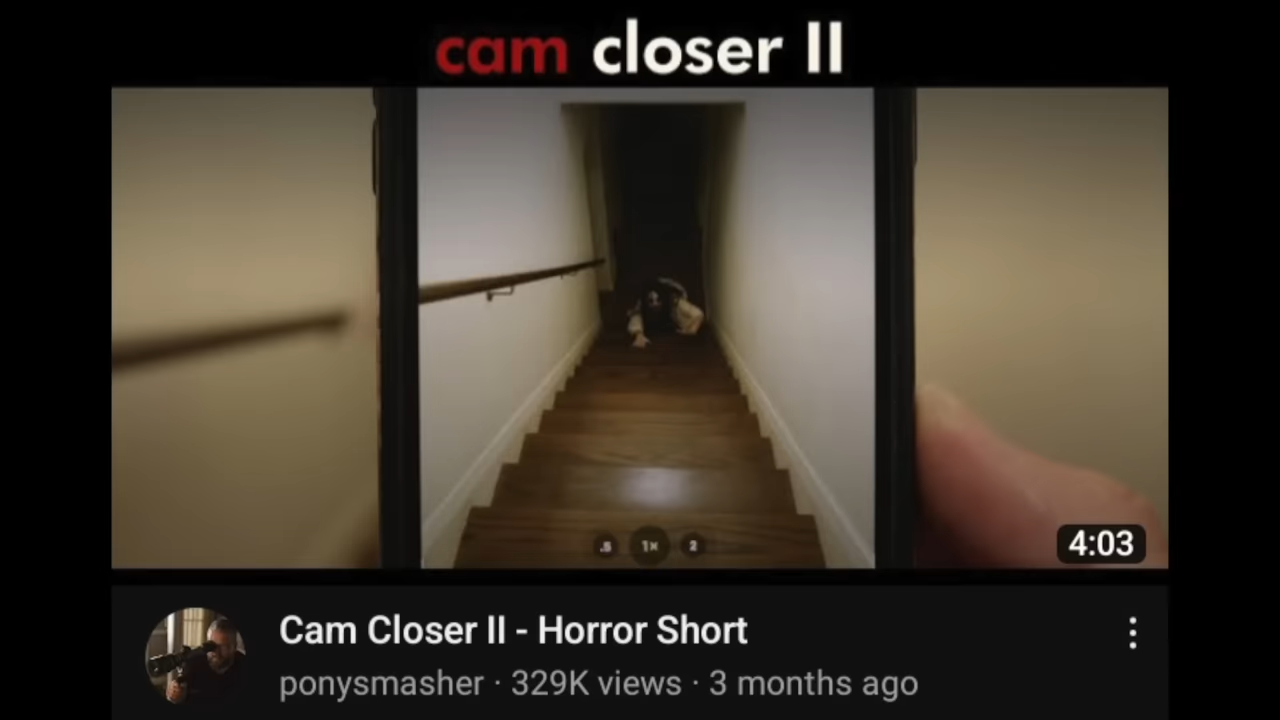 cam closer II
.5 1× 2
4:03
Cam Closer II - Horror Short
ponysmasher · 329K views · 3 months ago